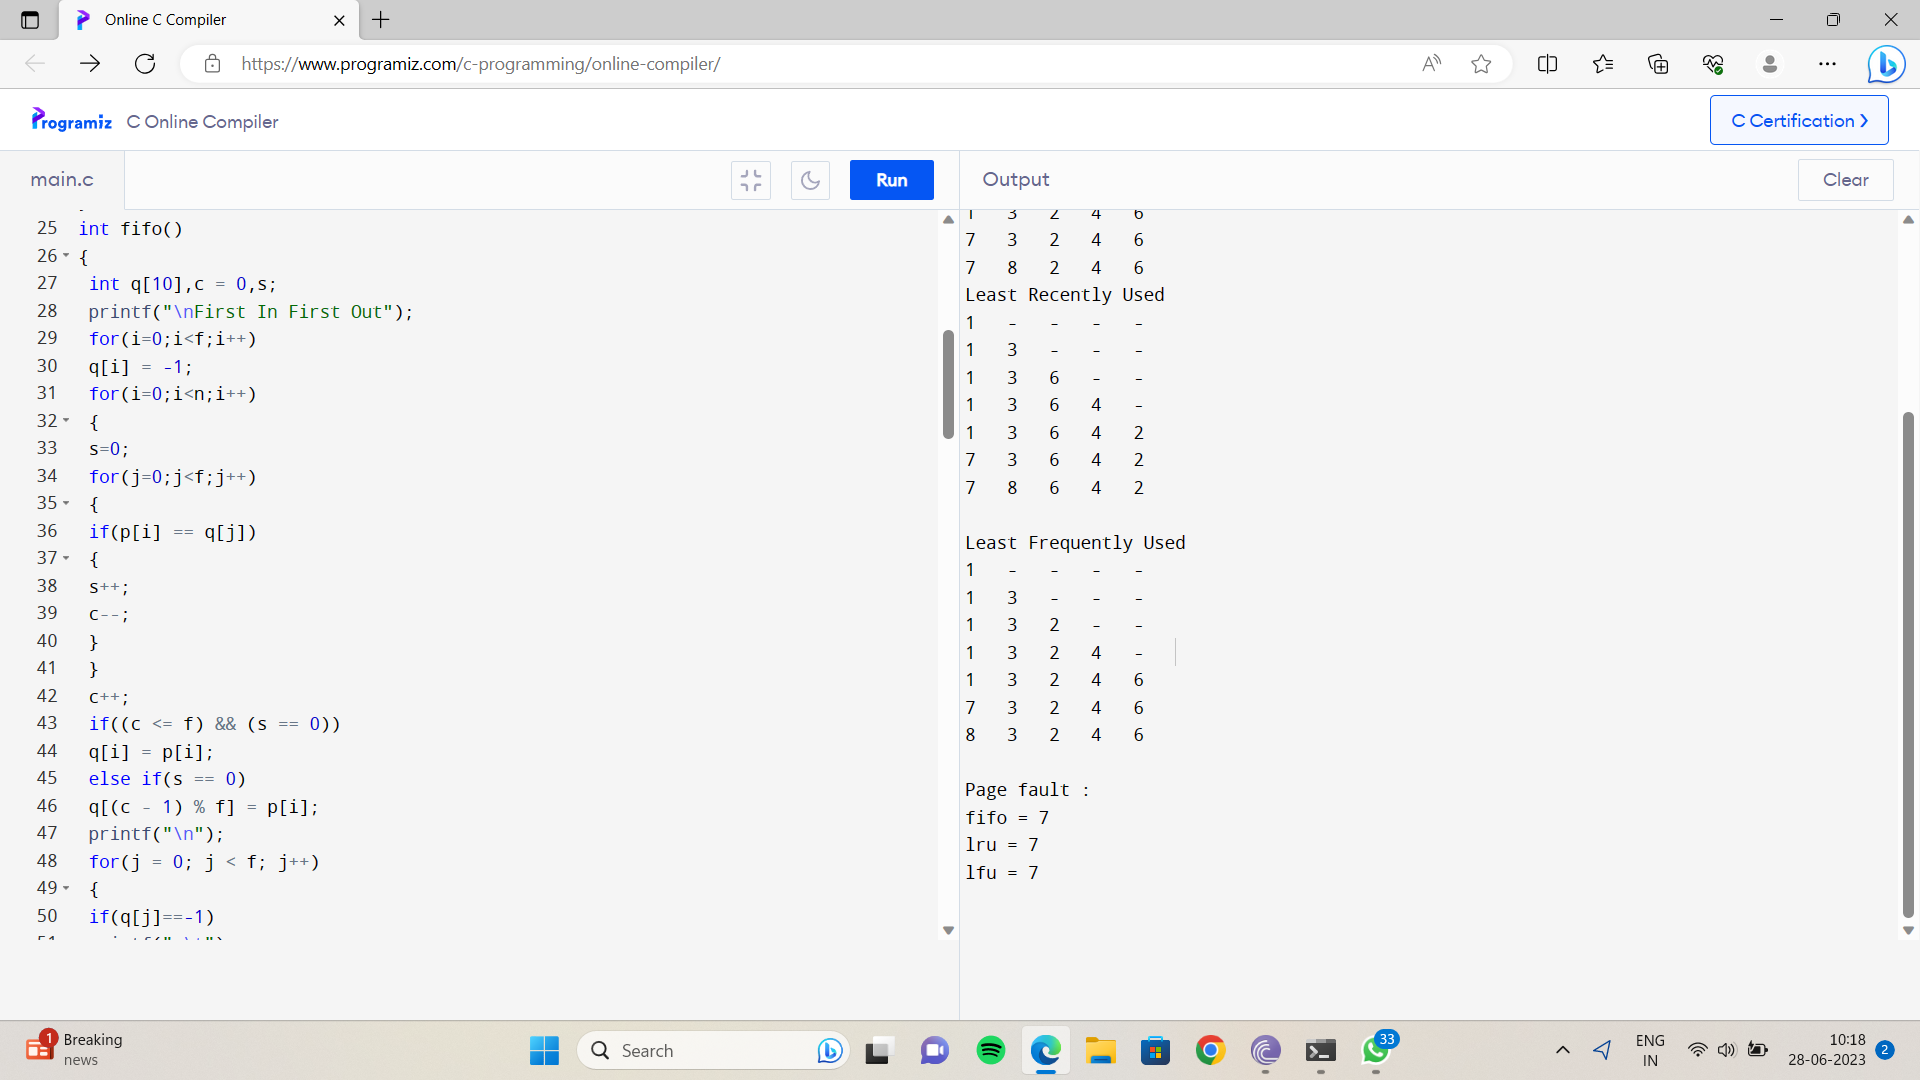 Online C Compiler
https://www.programiz.com/c-programming/online-compiler/
Programiz C Online Compiler
C Certification >
main.c
Run
Output
Clear
25 int fifo()
26 {
27 int q[10],c = 0,s;
28 printf("\nFirst In First Out");
29 for(i=0;i<f;i++)
30 q[i] = -1;
31 for(i=0;i<n;i++)
32 {
33 s=0;
34 for(j=0;j<f;j++)
35 {
36 if(p[i] == q[j])
37 {
38 s++;
39 c--;
40 }
41 }
42 c++;
43 if((c <= f) && (s == 0))
44 q[i] = p[i];
45 else if(s == 0)
46 q[(c - 1) % f] = p[i];
47 printf("\n");
48 for(j = 0; j < f; j++)
49 {
50 if(q[j]==-1)
1 3 2 4 6
7 3 2 4 6
7 8 2 4 6
Least Recently Used
1 - - - -
1 3 - - -
1 3 6 - -
1 3 6 4 -
1 3 6 4 2
7 3 6 4 2
7 8 6 4 2
Least Frequently Used
1 - - - -
1 3 - - -
1 3 2 - -
1 3 2 4 -
1 3 2 4 6
7 3 2 4 6
8 3 2 4 6
Page fault :
fifo = 7
lru = 7
lfu = 7
1
Breaking
news
Search
33
ENG
IN
10:18
28-06-2023
2